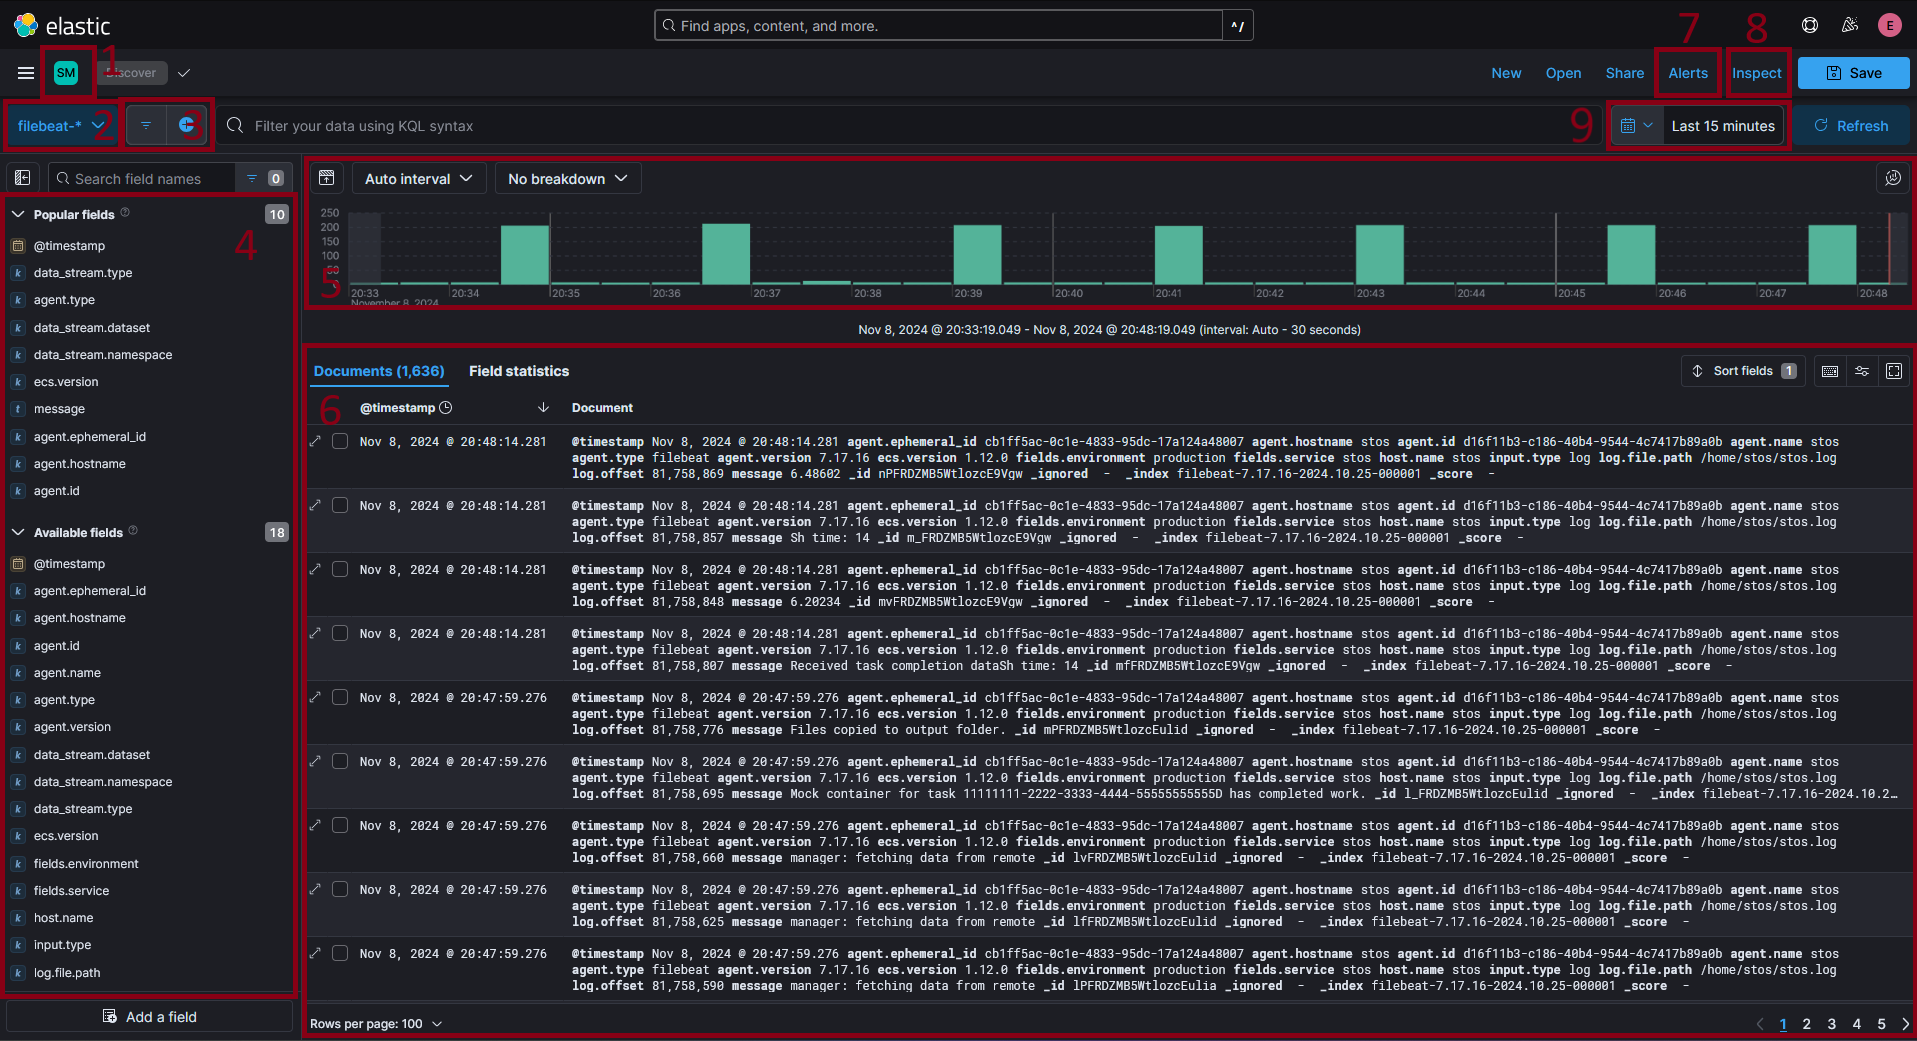 elastic
Find apps, content, and more.
^/
7
8
E
1
SM
Discover
New
Open
Share
Alerts
Inspect
Save
filebeat-*
2
3
Filter your data using KQL syntax
9
Last 15 minutes
Refresh
Search field names
0
Auto interval
No breakdown
Popular fields
10
4
@timestamp
data_stream.type
agent.type
data_stream.dataset
data_stream.namespace
ecs.version
message
agent.ephemeral_id
agent.hostname
agent.id
Available fields
18
@timestamp
agent.ephemeral_id
agent.hostname
agent.id
agent.name
agent.type
agent.version
data_stream.dataset
data_stream.namespace
data_stream.type
ecs.version
fields.environment
fields.service
host.name
input.type
log.file.path
Add a field
250
200
150
100
50
0
5
20:33 20:34 20:35 20:36 20:37 20:38 20:39 20:40 20:41 20:42 20:43 20:44 20:45 20:46 20:47 20:48
November 8, 2024
Nov 8, 2024 @ 20:33:19.049 - Nov 8, 2024 @ 20:48:19.049 (interval: Auto - 30 seconds)
Documents (1,636)
Field statistics
Sort fields 1
6
@timestamp
Document
Nov 8, 2024 @ 20:48:14.281
@timestamp Nov 8, 2024 @ 20:48:14.281 agent.ephemeral_id cb1ff5ac-0c1e-4833-95dc-17a124a48007 agent.hostname stos agent.id d16f11b3-c186-40b4-9544-4c7417b89a0b agent.name stos
agent.type filebeat agent.version 7.17.16 ecs.version 1.12.0 fields.environment production fields.service stos host.name stos input.type log log.file.path /home/stos/stos.log
log.offset 81,758,869 message 6.48602 _id nPFRDZMB5WtlozcE9Vgw _ignored - _index filebeat-7.17.16-2024.10.25-000001 _score -
Nov 8, 2024 @ 20:48:14.281
@timestamp Nov 8, 2024 @ 20:48:14.281 agent.ephemeral_id cb1ff5ac-0c1e-4833-95dc-17a124a48007 agent.hostname stos agent.id d16f11b3-c186-40b4-9544-4c7417b89a0b agent.name stos
agent.type filebeat agent.version 7.17.16 ecs.version 1.12.0 fields.environment production fields.service stos host.name stos input.type log log.file.path /home/stos/stos.log
log.offset 81,758,857 message Sh time: 14 _id m_FRDZMB5WtlozcE9Vgw _ignored - _index filebeat-7.17.16-2024.10.25-000001 _score -
Nov 8, 2024 @ 20:48:14.281
@timestamp Nov 8, 2024 @ 20:48:14.281 agent.ephemeral_id cb1ff5ac-0c1e-4833-95dc-17a124a48007 agent.hostname stos agent.id d16f11b3-c186-40b4-9544-4c7417b89a0b agent.name stos
agent.type filebeat agent.version 7.17.16 ecs.version 1.12.0 fields.environment production fields.service stos host.name stos input.type log log.file.path /home/stos/stos.log
log.offset 81,758,848 message 6.20234 _id mvFRDZMB5WtlozcE9Vgw _ignored - _index filebeat-7.17.16-2024.10.25-000001 _score -
Nov 8, 2024 @ 20:48:14.281
@timestamp Nov 8, 2024 @ 20:48:14.281 agent.ephemeral_id cb1ff5ac-0c1e-4833-95dc-17a124a48007 agent.hostname stos agent.id d16f11b3-c186-40b4-9544-4c7417b89a0b agent.name stos
agent.type filebeat agent.version 7.17.16 ecs.version 1.12.0 fields.environment production fields.service stos host.name stos input.type log log.file.path /home/stos/stos.log
log.offset 81,758,807 message Received task completion dataSh time: 14 _id mfFRDZMB5WtlozcE9Vgw _ignored - _index filebeat-7.17.16-2024.10.25-000001 _score -
Nov 8, 2024 @ 20:47:59.276
@timestamp Nov 8, 2024 @ 20:47:59.276 agent.ephemeral_id cb1ff5ac-0c1e-4833-95dc-17a124a48007 agent.hostname stos agent.id d16f11b3-c186-40b4-9544-4c7417b89a0b agent.name stos
agent.type filebeat agent.version 7.17.16 ecs.version 1.12.0 fields.environment production fields.service stos host.name stos input.type log log.file.path /home/stos/stos.log
log.offset 81,758,776 message Files copied to output folder. _id mPFRDZMB5WtlozcEulid _ignored - _index filebeat-7.17.16-2024.10.25-000001 _score -
Nov 8, 2024 @ 20:47:59.276
@timestamp Nov 8, 2024 @ 20:47:59.276 agent.ephemeral_id cb1ff5ac-0c1e-4833-95dc-17a124a48007 agent.hostname stos agent.id d16f11b3-c186-40b4-9544-4c7417b89a0b agent.name stos
agent.type filebeat agent.version 7.17.16 ecs.version 1.12.0 fields.environment production fields.service stos host.name stos input.type log log.file.path /home/stos/stos.log
log.offset 81,758,695 message Mock container for task 11111111-2222-3333-4444-55555555555D has completed work. _id l_FRDZMB5WtlozcEulid _ignored - _index filebeat-7.17.16-2024.10.2...
Nov 8, 2024 @ 20:47:59.276
@timestamp Nov 8, 2024 @ 20:47:59.276 agent.ephemeral_id cb1ff5ac-0c1e-4833-95dc-17a124a48007 agent.hostname stos agent.id d16f11b3-c186-40b4-9544-4c7417b89a0b agent.name stos
agent.type filebeat agent.version 7.17.16 ecs.version 1.12.0 fields.environment production fields.service stos host.name stos input.type log log.file.path /home/stos/stos.log
log.offset 81,758,660 message manager: fetching data from remote _id lvFRDZMB5WtlozcEulid _ignored - _index filebeat-7.17.16-2024.10.25-000001 _score -
Nov 8, 2024 @ 20:47:59.276
@timestamp Nov 8, 2024 @ 20:47:59.276 agent.ephemeral_id cb1ff5ac-0c1e-4833-95dc-17a124a48007 agent.hostname stos agent.id d16f11b3-c186-40b4-9544-4c7417b89a0b agent.name stos
agent.type filebeat agent.version 7.17.16 ecs.version 1.12.0 fields.environment production fields.service stos host.name stos input.type log log.file.path /home/stos/stos.log
log.offset 81,758,625 message manager: fetching data from remote _id lfFRDZMB5WtlozcEulid _ignored - _index filebeat-7.17.16-2024.10.25-000001 _score -
Nov 8, 2024 @ 20:47:59.276
@timestamp Nov 8, 2024 @ 20:47:59.276 agent.ephemeral_id cb1ff5ac-0c1e-4833-95dc-17a124a48007 agent.hostname stos agent.id d16f11b3-c186-40b4-9544-4c7417b89a0b agent.name stos
agent.type filebeat agent.version 7.17.16 ecs.version 1.12.0 fields.environment production fields.service stos host.name stos input.type log log.file.path /home/stos/stos.log
log.offset 81,758,590 message manager: fetching data from remote _id lPFRDZMB5WtlozcEulia _ignored - _index filebeat-7.17.16-2024.10.25-000001 _score -
Rows per page: 100
1 2 3 4 5